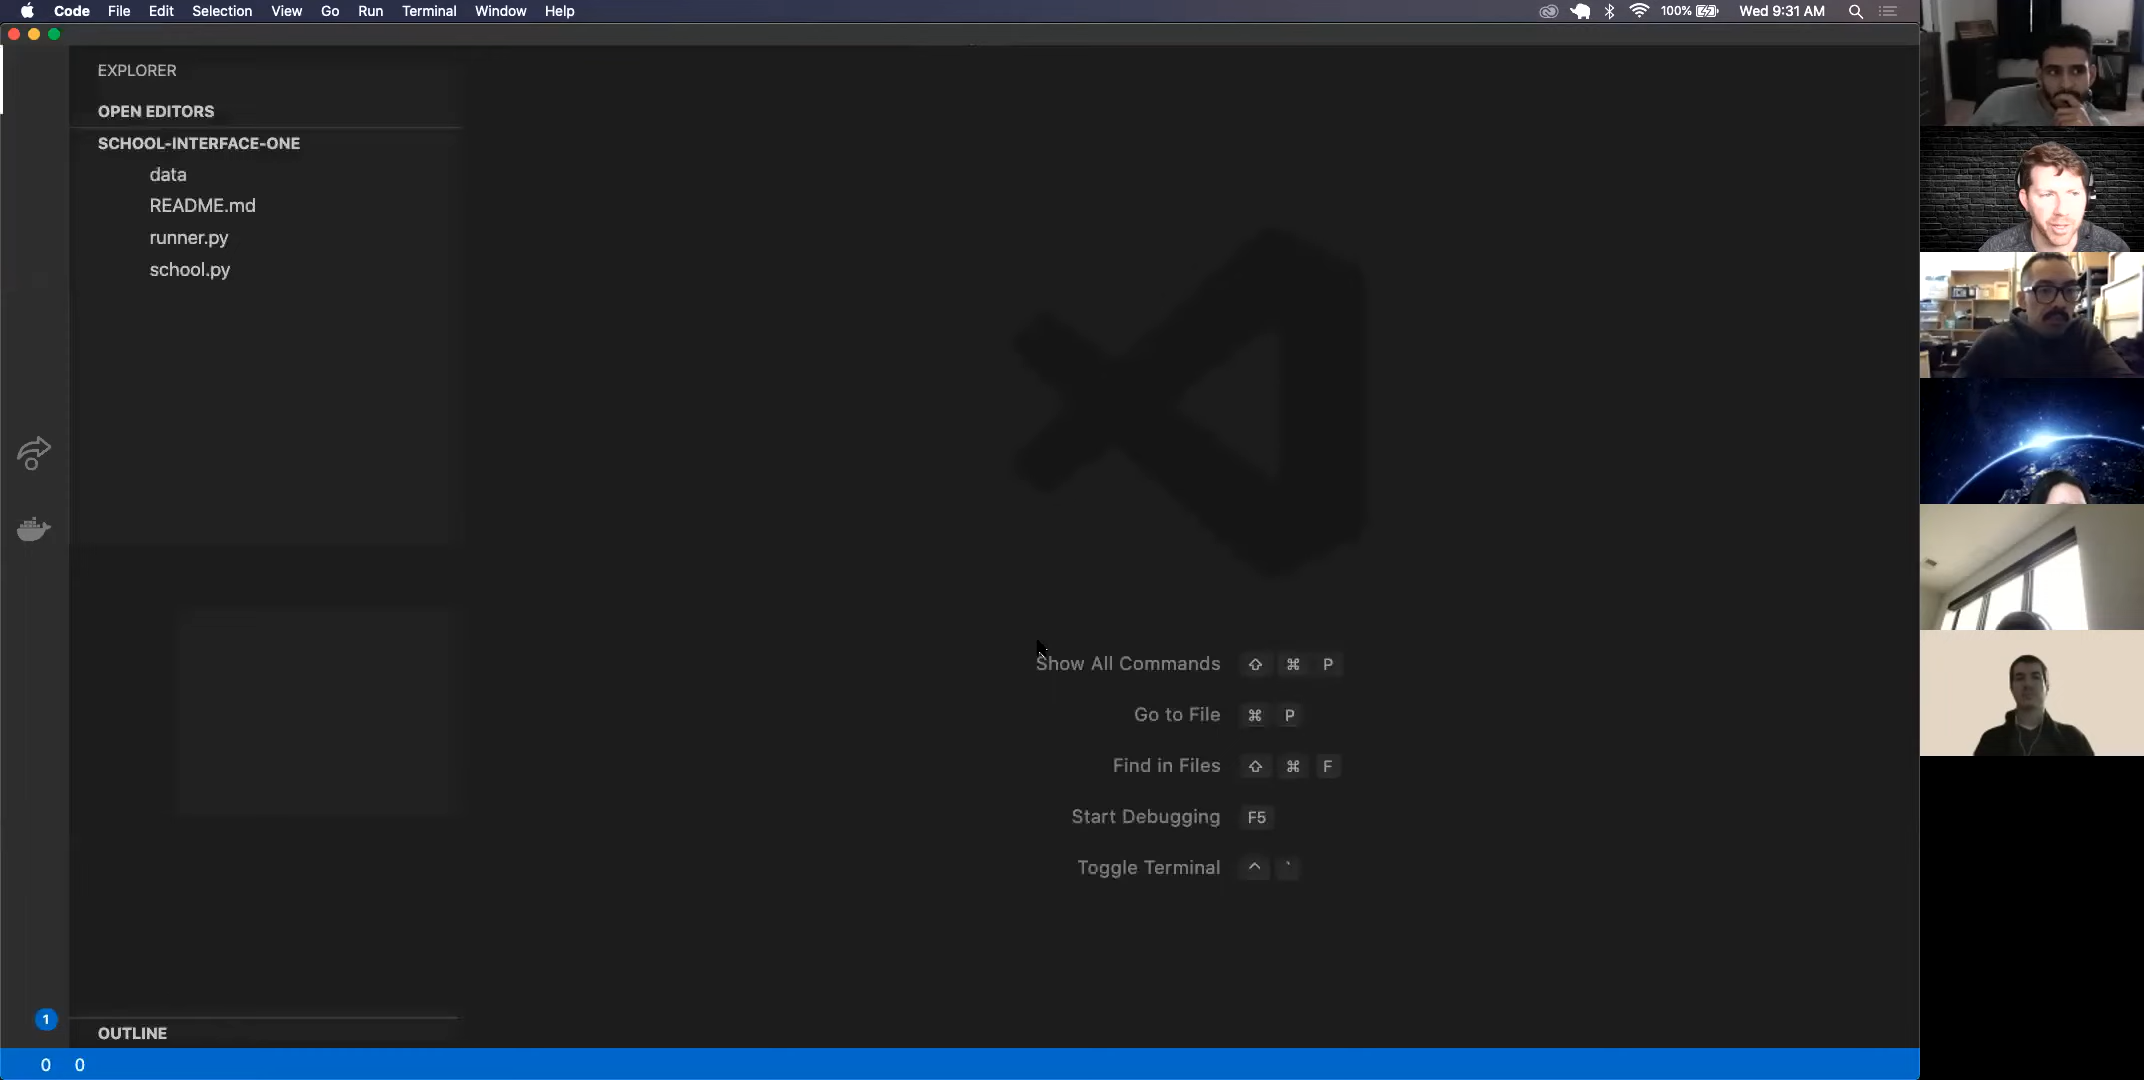 Code File Edit Selection View Go Run Terminal Window Help 100% Wed 9:31 AM
EXPLORER
OPEN EDITORS
SCHOOL-INTERFACE-ONE
data
README.md
runner.py
school.py
Show All Commands ⇧ ⌘ P
Go to File ⌘ P
Find in Files ⇧ ⌘ F
Start Debugging F5
Toggle Terminal ^ `
1
OUTLINE
0 0